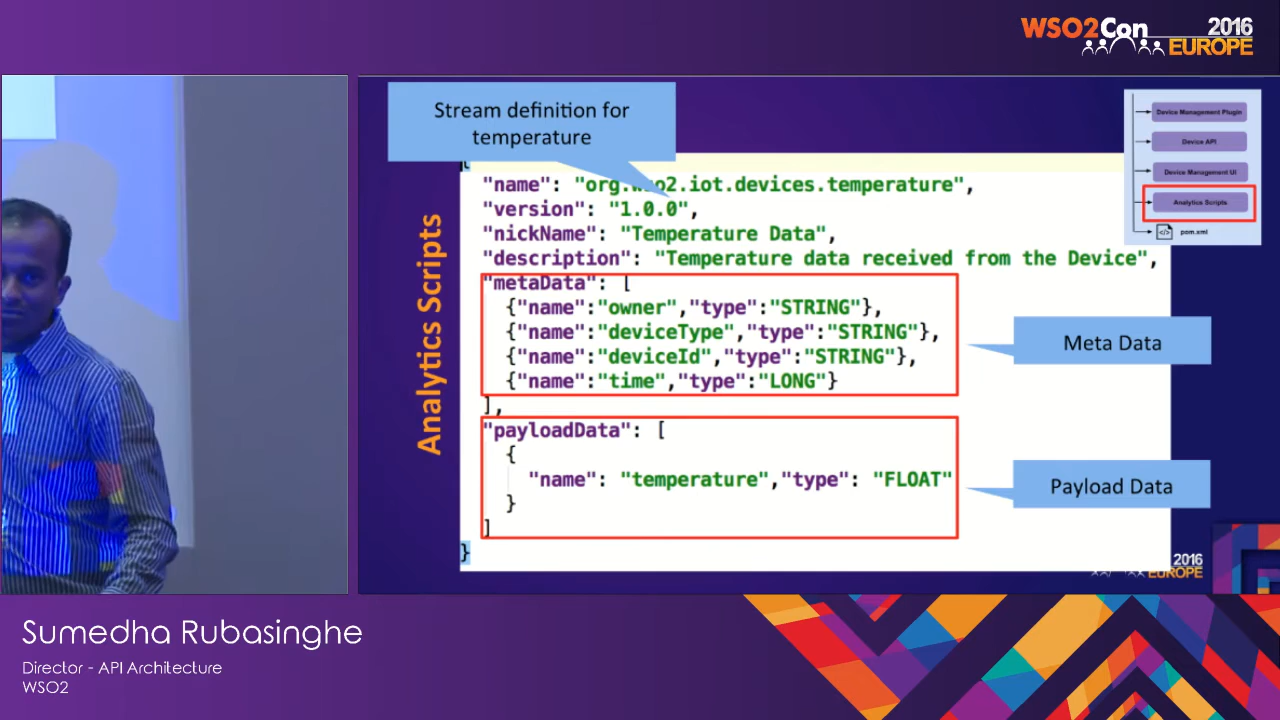 WSO2Con 2016
EUROPE
Stream definition for
temperature
Device Management Plugin
Device API
Device Management UI
Analytics Scripts
pom.xml
Analytics Scripts
{
"name": "org.wso2.iot.devices.temperature",
"version": "1.0.0",
"nickName": "Temperature Data",
"description": "Temperature data received from the Device",
"metaData": [
{"name":"owner","type":"STRING"},
{"name":"deviceType","type":"STRING"},
{"name":"deviceId","type":"STRING"},
{"name":"time","type":"LONG"}
],
Meta Data
"payloadData": [
{
"name": "temperature","type": "FLOAT"
}
]
}
Payload Data
2016
EUROPE
Sumedha Rubasinghe
Director - API Architecture
WSO2